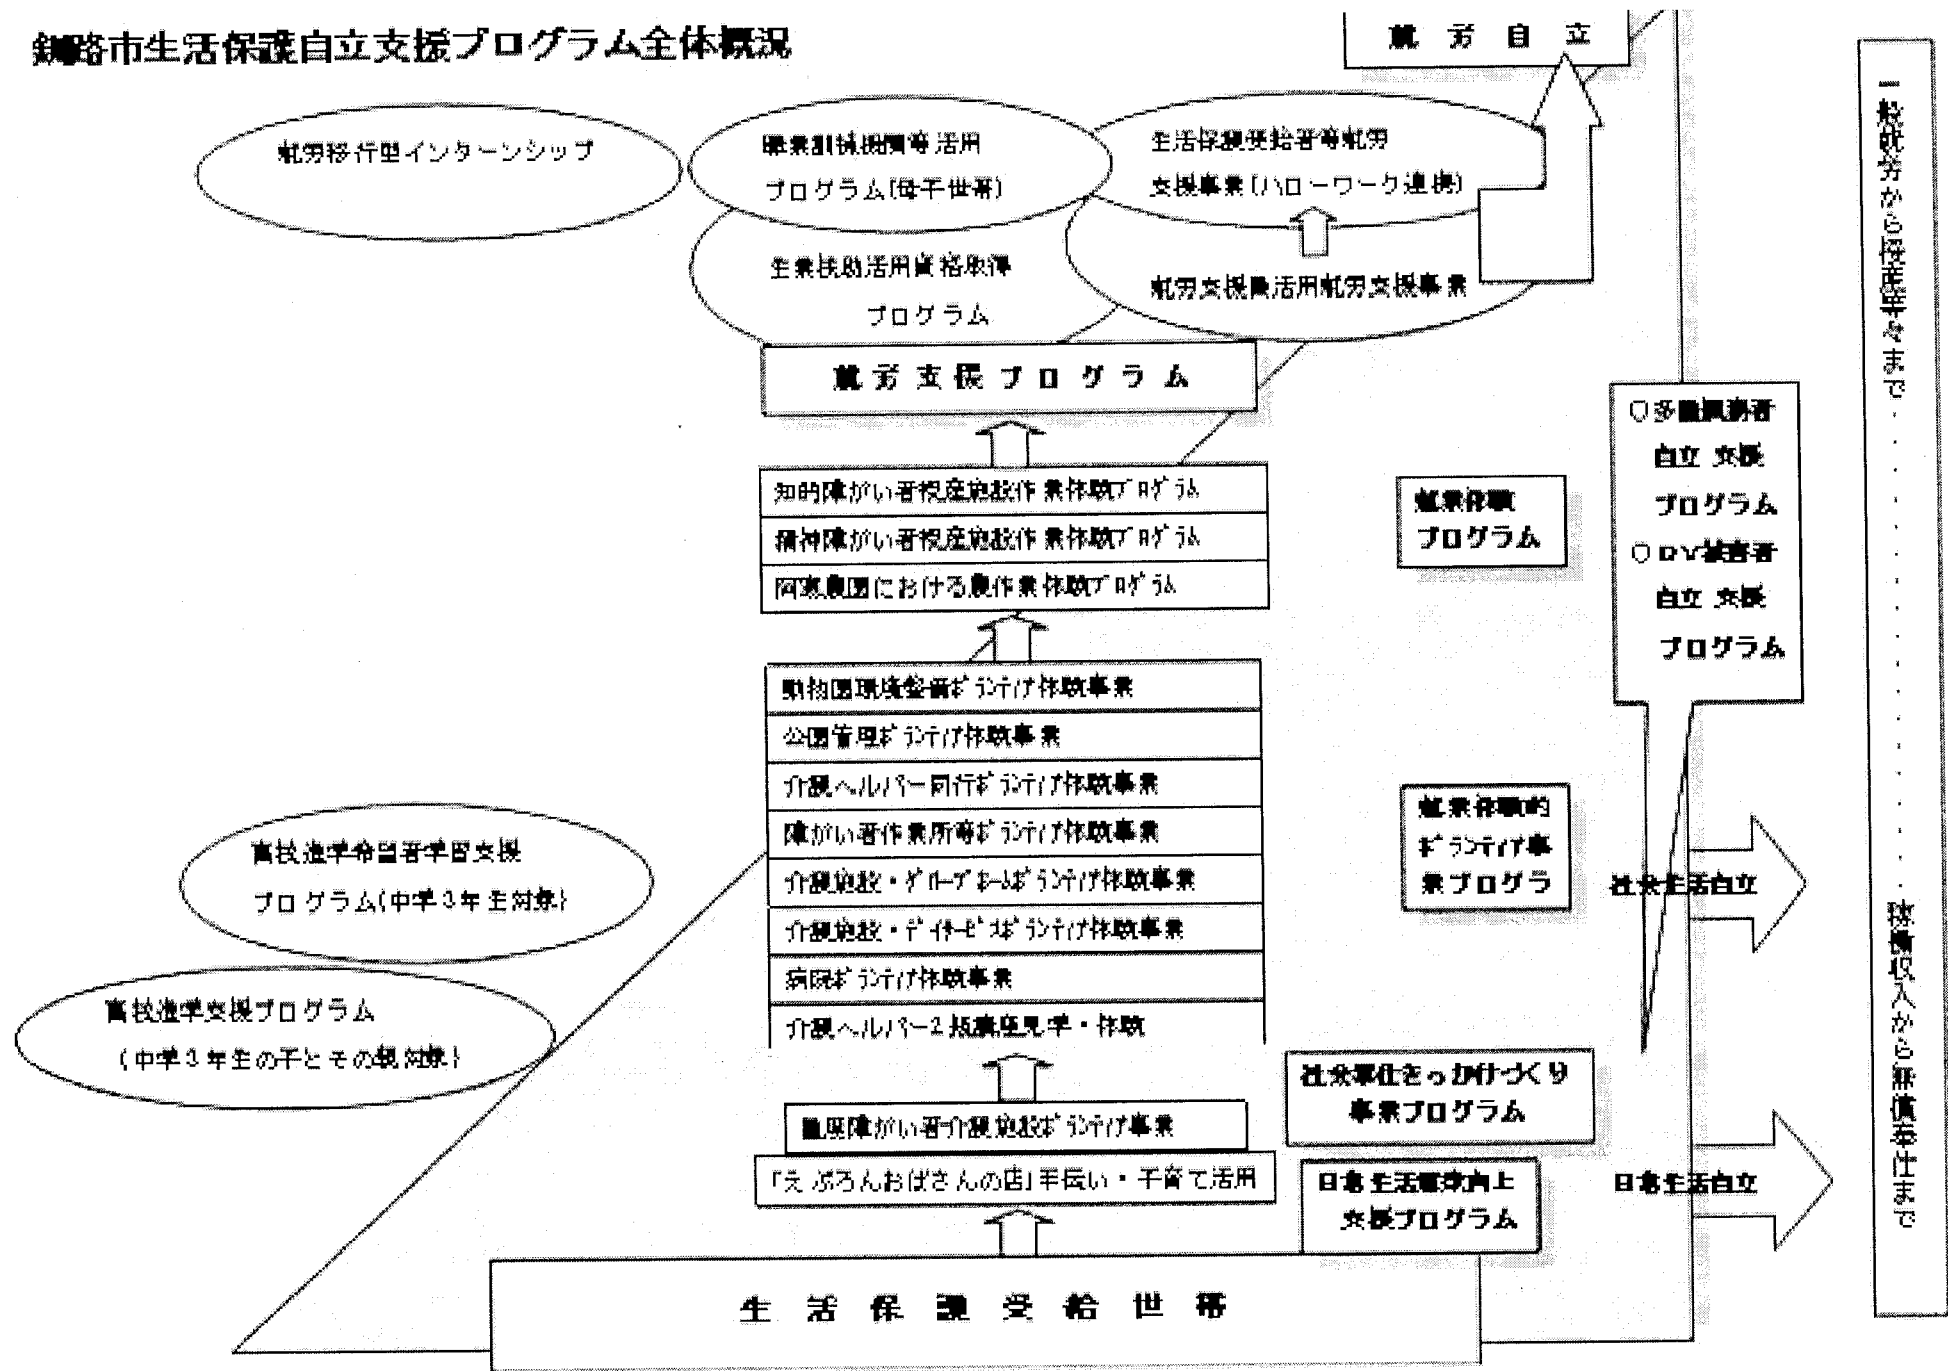 釧路市生活保護自立支援プログラム全体概況
就労自立
就労移行型インターンシップ
職業訓練機関等活用
プログラム(母子世帯)
生活保護受給者等就労
支援事業(ハローワーク連携)
生業扶助活用資格取得
プログラム
就労支援員活用就労支援事業
就労支援プログラム
知的障がい者授産施設作業体験プログラム
精神障がい者授産施設作業体験プログラム
阿寒農園における農作業体験プログラム
就業体験
プログラム
動物園環境整備ボランティア体験事業
公園管理ボランティア体験事業
介護ヘルパー同行ボランティア体験事業
障がい者作業所等ボランティア体験事業
介護施設・グループホームボランティア体験事業
介護施設・デイサービスボランティア体験事業
病院ボランティア体験事業
介護ヘルパー2級講座見学・体験
就業体験的
ボランティア事
業プログラ
高校進学希望者学習支援
プログラム(中学3年生対象)
高校進学支援プログラム
(中学3年生の子とその親対象)
重度障がい者介護施設ボランティア事業
「えぷろんおばさんの店」手伝い・子育て活用
社会奉仕きっかけづくり
事業プログラム
日常生活意欲向上
支援プログラム
生活保護受給世帯
○多重債務者
自立支援
プログラム
○DV被害者
自立支援
プログラム
社会生活自立
日常生活自立
一般就労から授産等々まで・・・・・・・・・・・・・・・・・稼働収入から無償奉仕まで